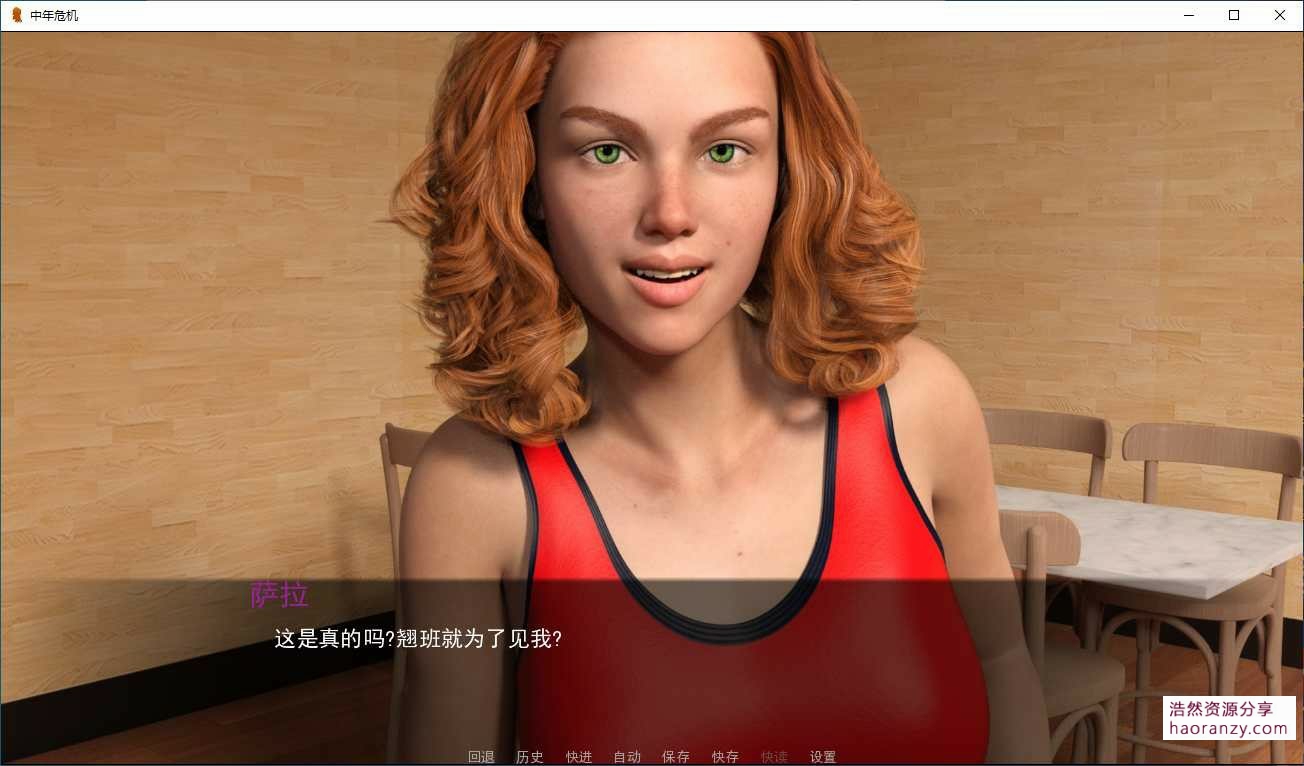 中年危机
萨拉
这是真的吗?翘班就为了见我?
回退 历史 快进 自动 保存 快存 快读 设置
浩然资源分享
haoranzy.com